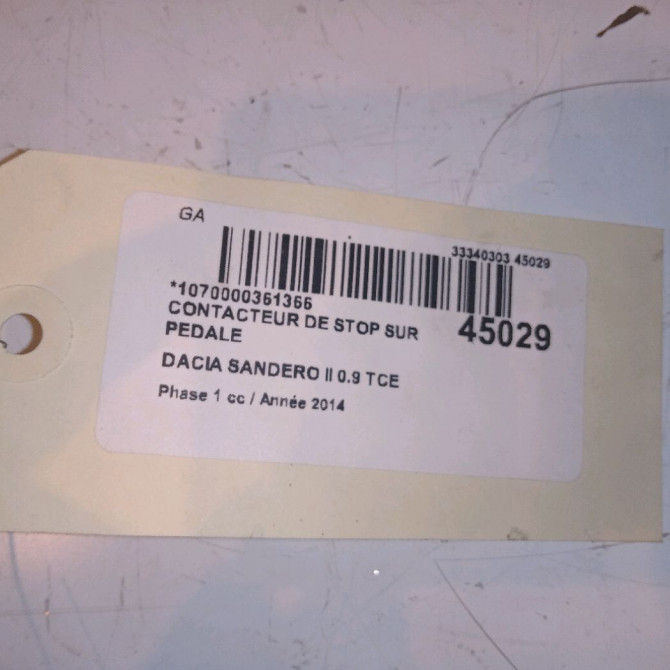 GA
33340303 45029
*1070000361366
CONTACTEUR DE STOP SUR
PEDALE
45029
DACIA SANDERO II 0.9 TCE
Phase 1 cc / Année 2014